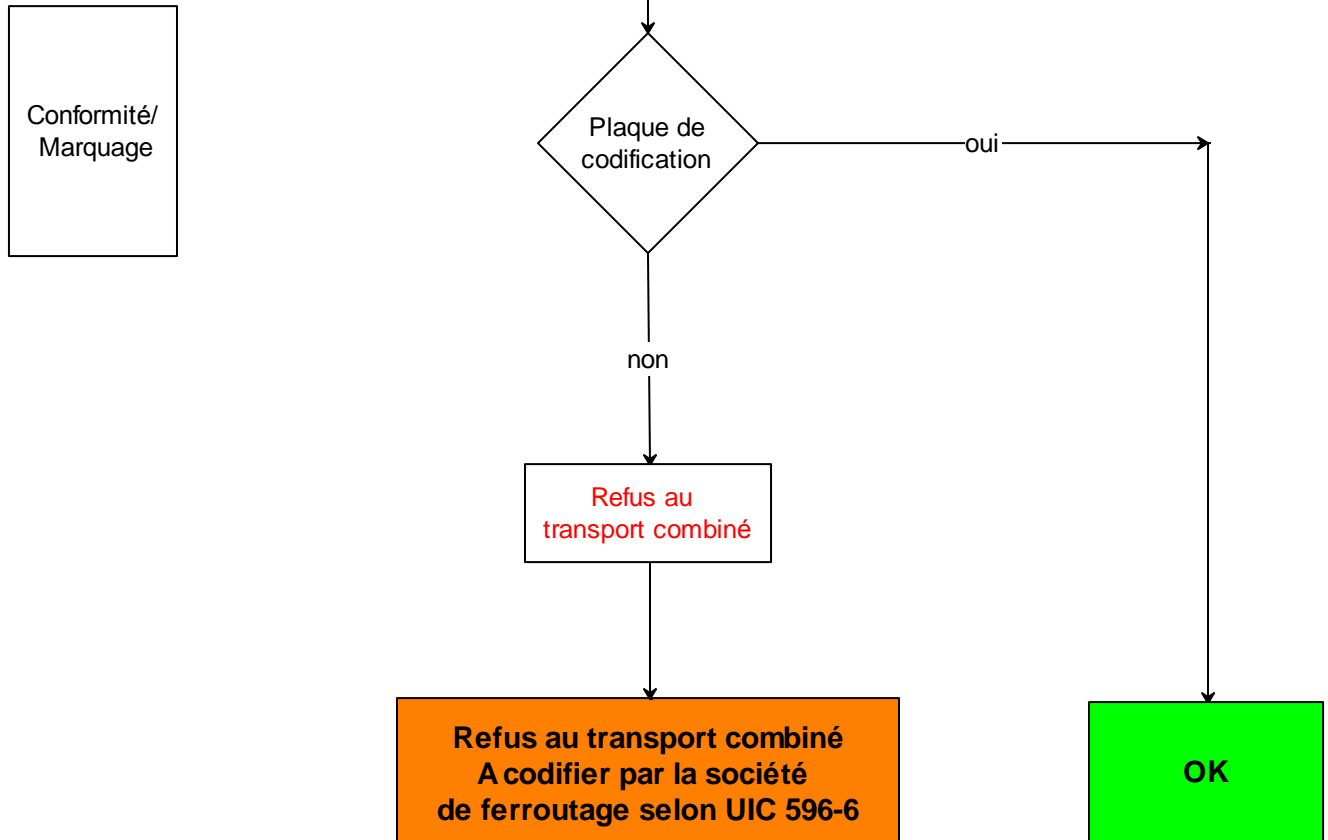 Conformité/
Marquage
Plaque de
codification
oui
non
Refus au
transport combiné
Refus au transport combiné
A codifier par la société
de ferroutage selon UIC 596-6
OK